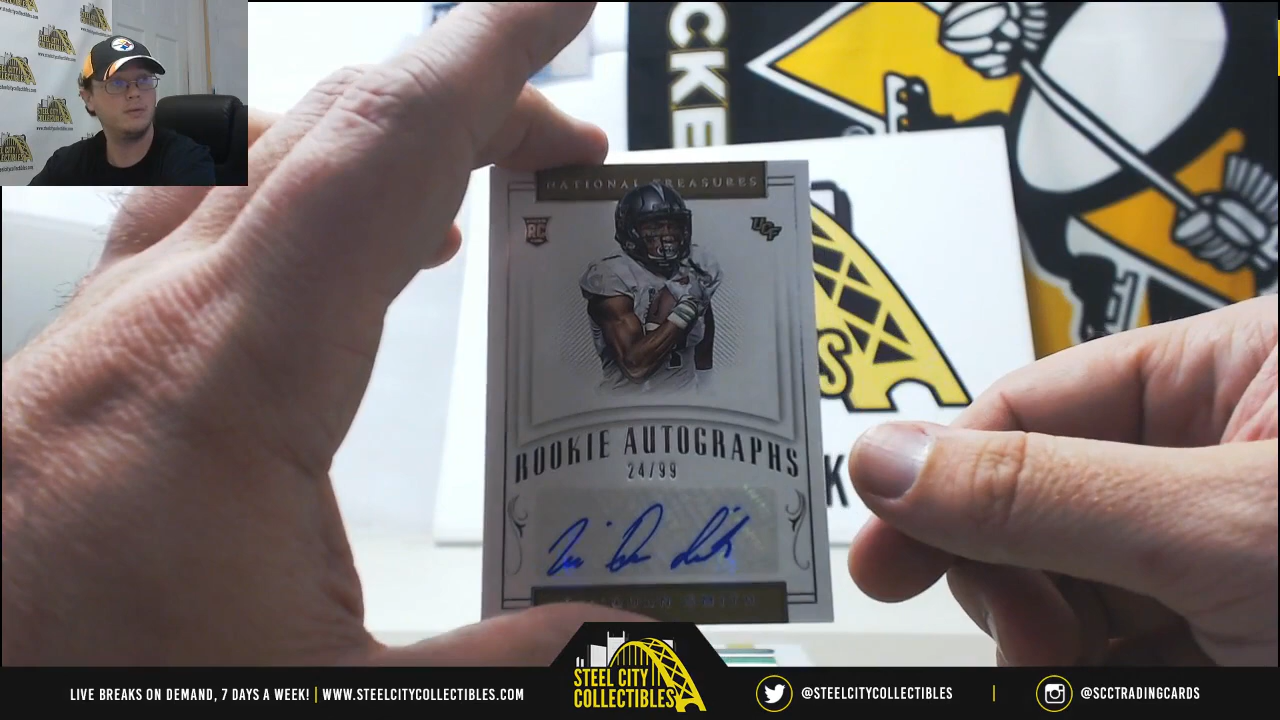 NATIONAL TREASURES
RC
UCF
ROOKIE AUTOGRAPHS
24/99
SMITH
LIVE BREAKS ON DEMAND, 7 DAYS A WEEK! | WWW.STEELCITYCOLLECTIBLES.COM
STEEL CITY
COLLECTIBLES
@STEELCITYCOLLECTIBLES
@SCCTRADINGCARDS